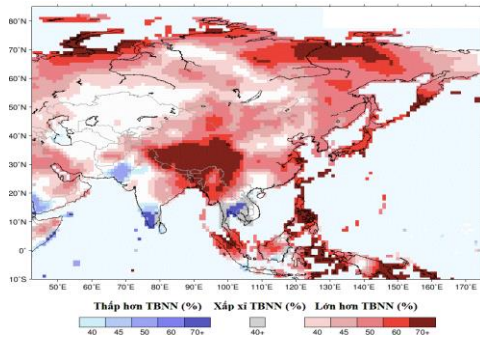 85˚N
80˚N
70˚N
60˚N
50˚N
40˚N
30˚N
20˚N
10˚N
0˚
10˚S
50˚E 60˚E 70˚E 80˚E 90˚E 100˚E 110˚E 120˚E 130˚E 140˚E 150˚E 160˚E 170˚E
Thấp hơn TBNN (%) Xấp xỉ TBNN (%) Lớn hơn TBNN (%)
40 45 50 60 70+ 40+ 40 45 50 60 70+